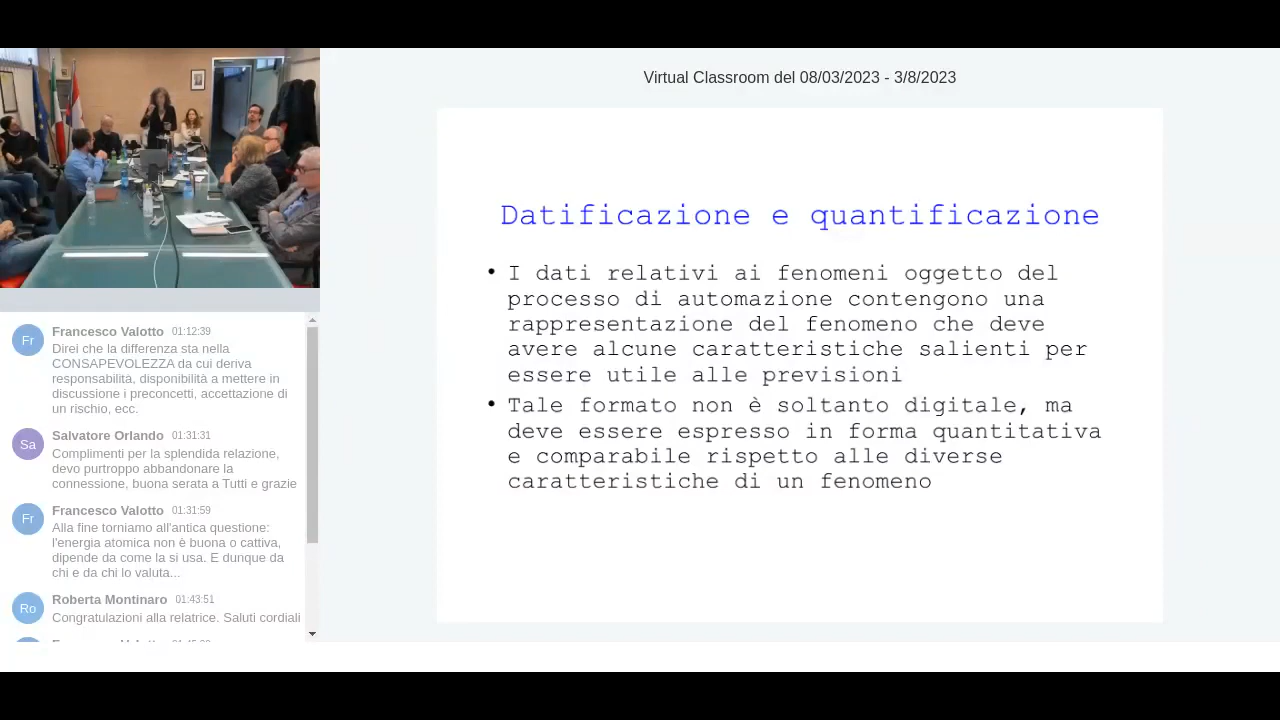 Virtual Classroom del 08/03/2023 - 3/8/2023
Datificazione e quantificazione
• I dati relativi ai fenomeni oggetto del
processo di automazione contengono una
rappresentazione del fenomeno che deve
avere alcune caratteristiche salienti per
essere utile alle previsioni
• Tale formato non è soltanto digitale, ma
deve essere espresso in forma quantitativa
e comparabile rispetto alle diverse
caratteristiche di un fenomeno
Fr
Francesco Valotto 01:12:39
Direi che la differenza sta nella
CONSAPEVOLEZZA da cui deriva
responsabilità, disponibilità a mettere in
discussione i preconcetti, accettazione di
un rischio, ecc.
Sa
Salvatore Orlando 01:31:31
Complimenti per la splendida relazione,
devo purtroppo abbandonare la
connessione, buona serata a Tutti e grazie
Fr
Francesco Valotto 01:31:59
Alla fine torniamo all'antica questione:
l'energia atomica non è buona o cattiva,
dipende da come la si usa. E dunque da
chi e da chi lo valuta...
Ro
Roberta Montinaro 01:43:51
Congratulazioni alla relatrice. Saluti cordiali